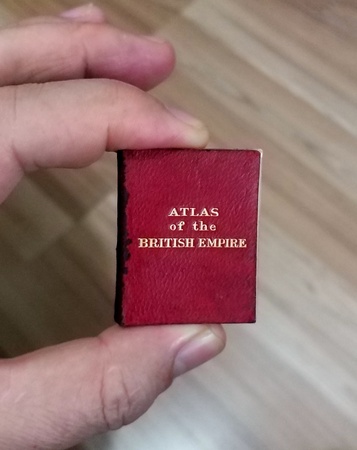 ATLAS
of the
BRITISH EMPIRE